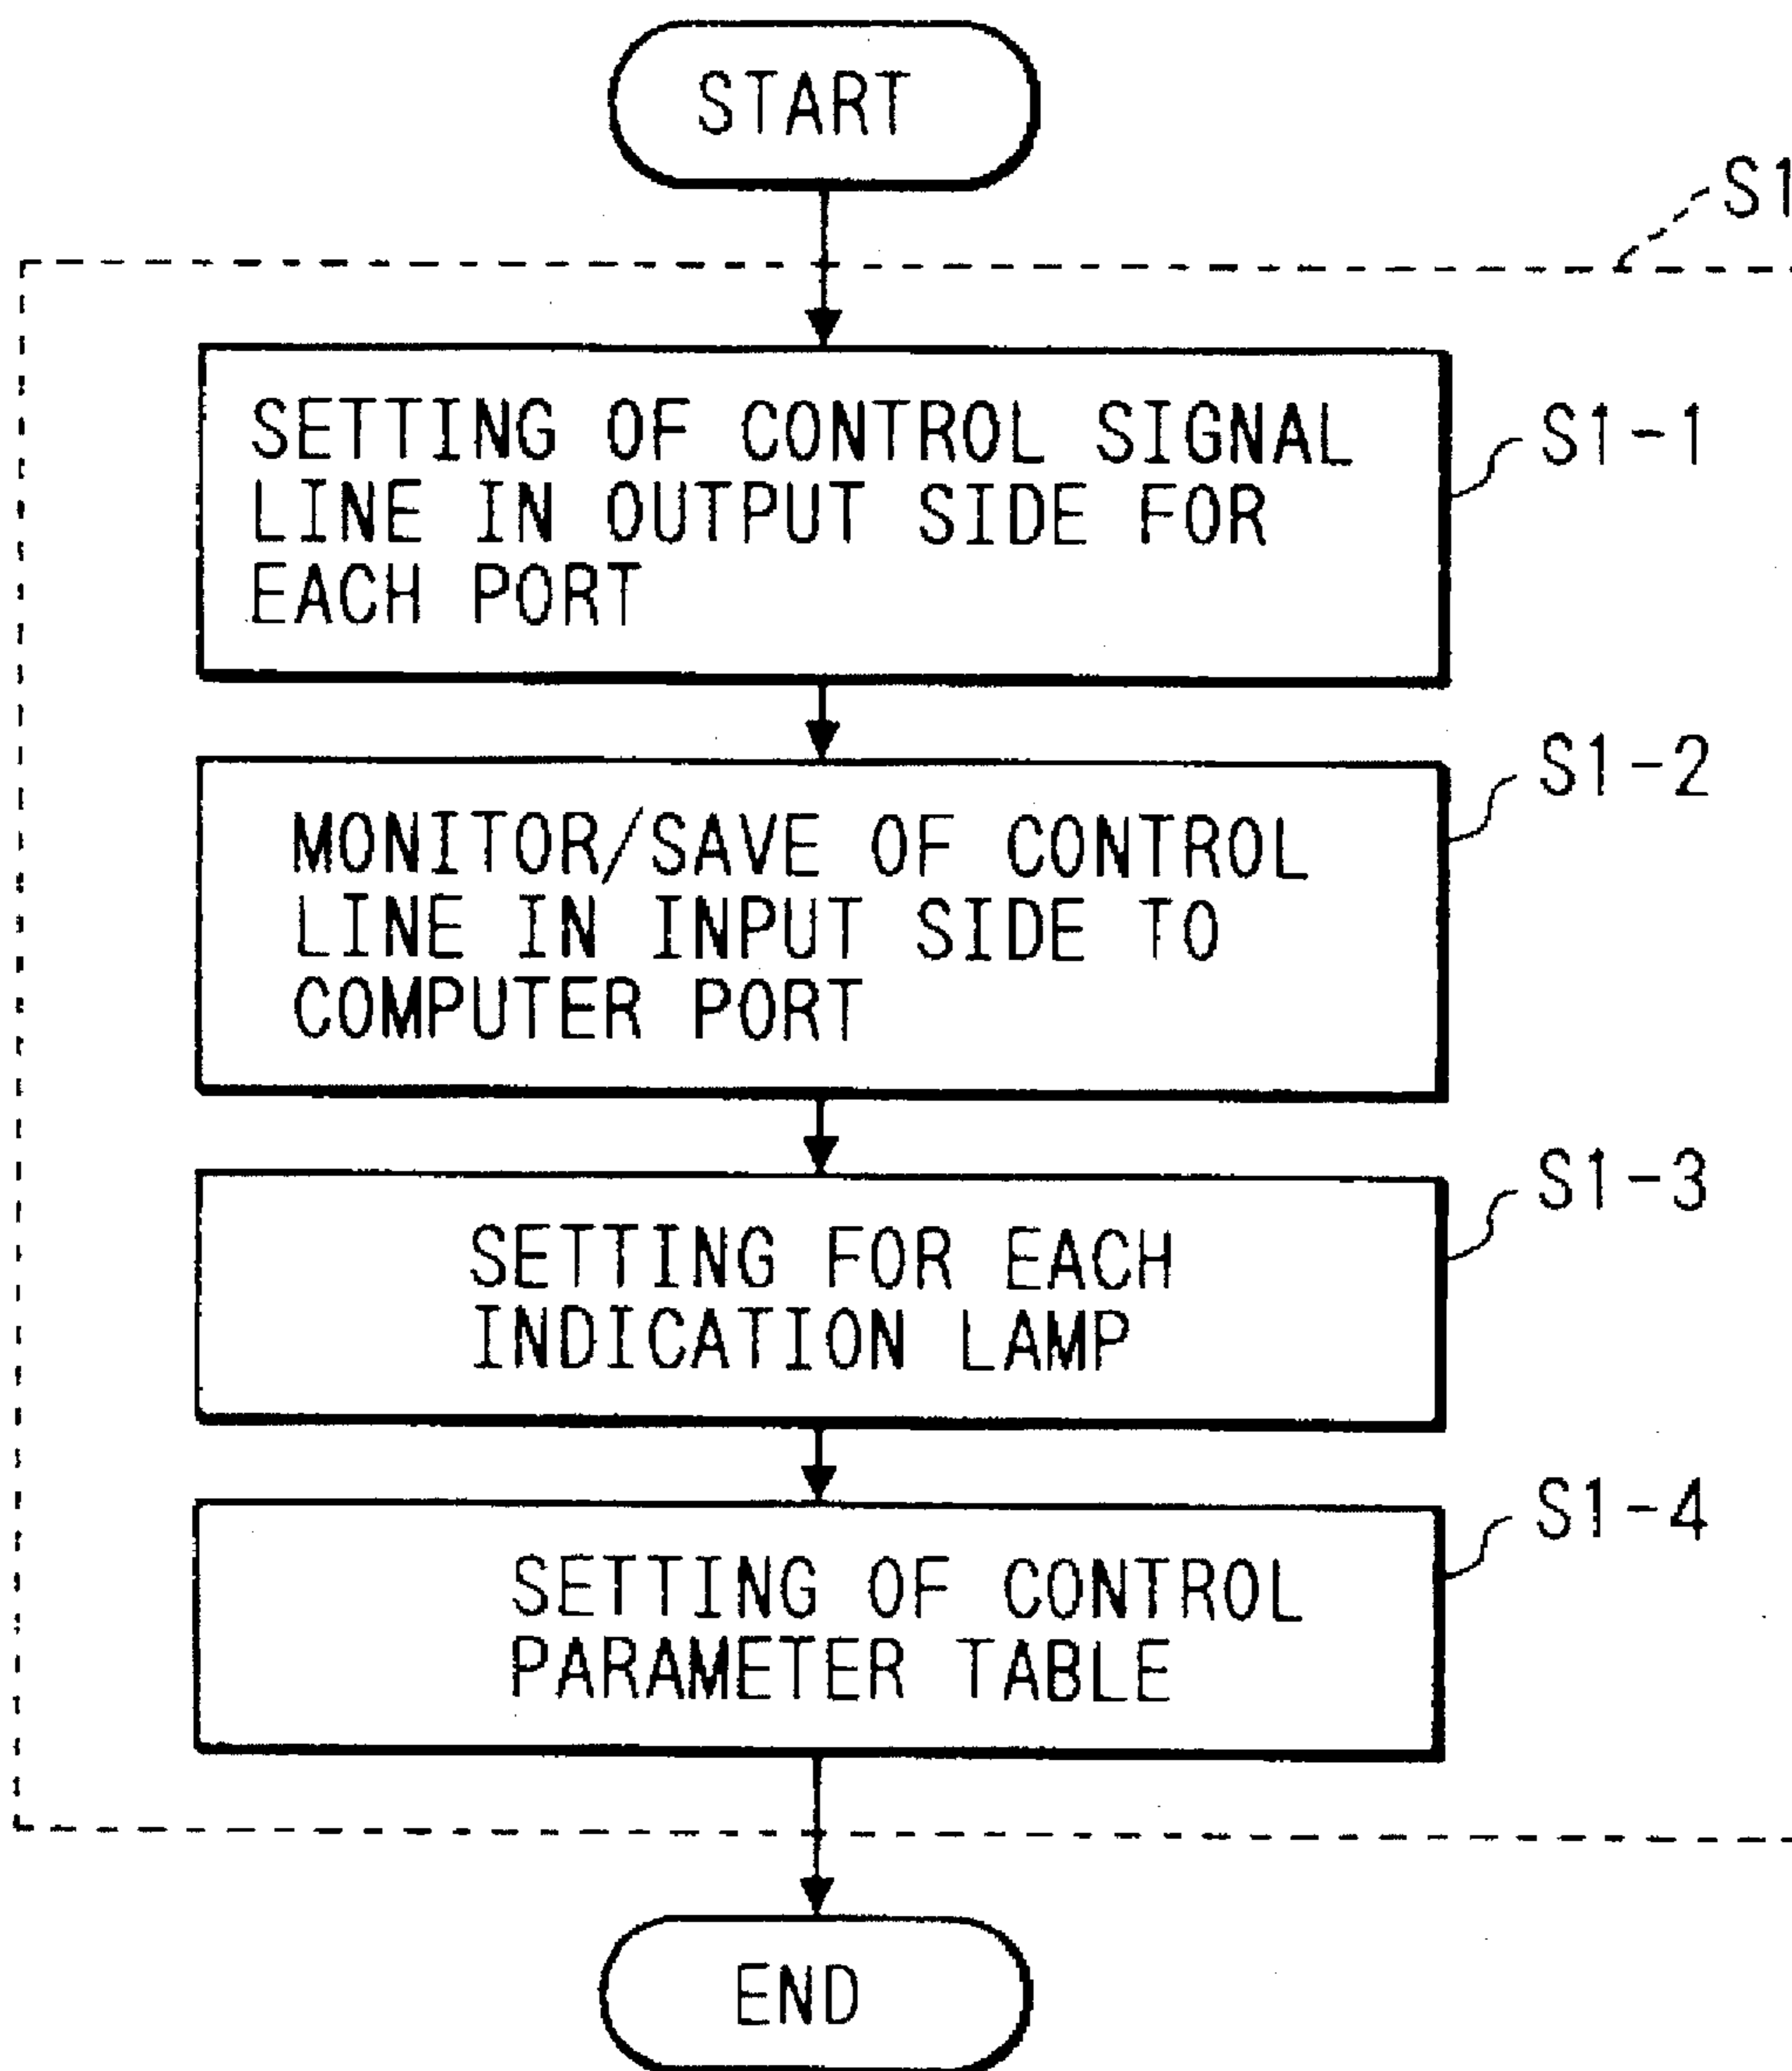 START
S1
SETTING OF CONTROL SIGNAL
LINE IN OUTPUT SIDE FOR
EACH PORT
S1-1
MONITOR/SAVE OF CONTROL
LINE IN INPUT SIDE TO
COMPUTER PORT
S1-2
SETTING FOR EACH
INDICATION LAMP
S1-3
SETTING OF CONTROL
PARAMETER TABLE
S1-4
END